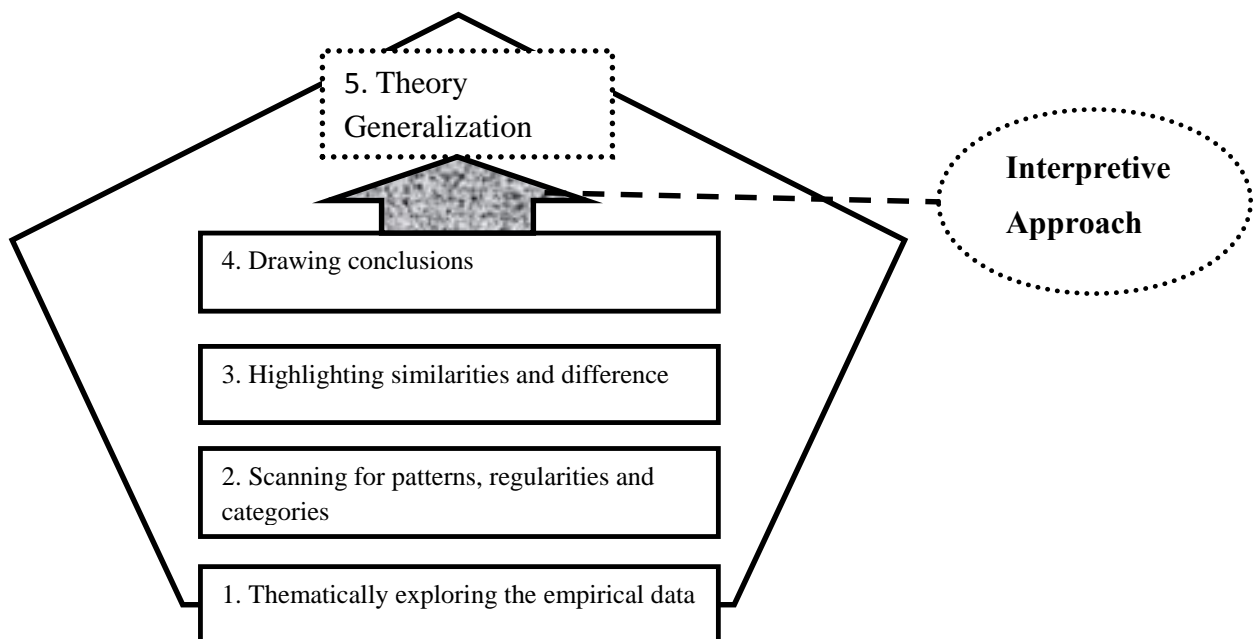 5. Theory
Generalization
Interpretive
Approach
4. Drawing conclusions
3. Highlighting similarities and difference
2. Scanning for patterns, regularities and
categories
1. Thematically exploring the empirical data